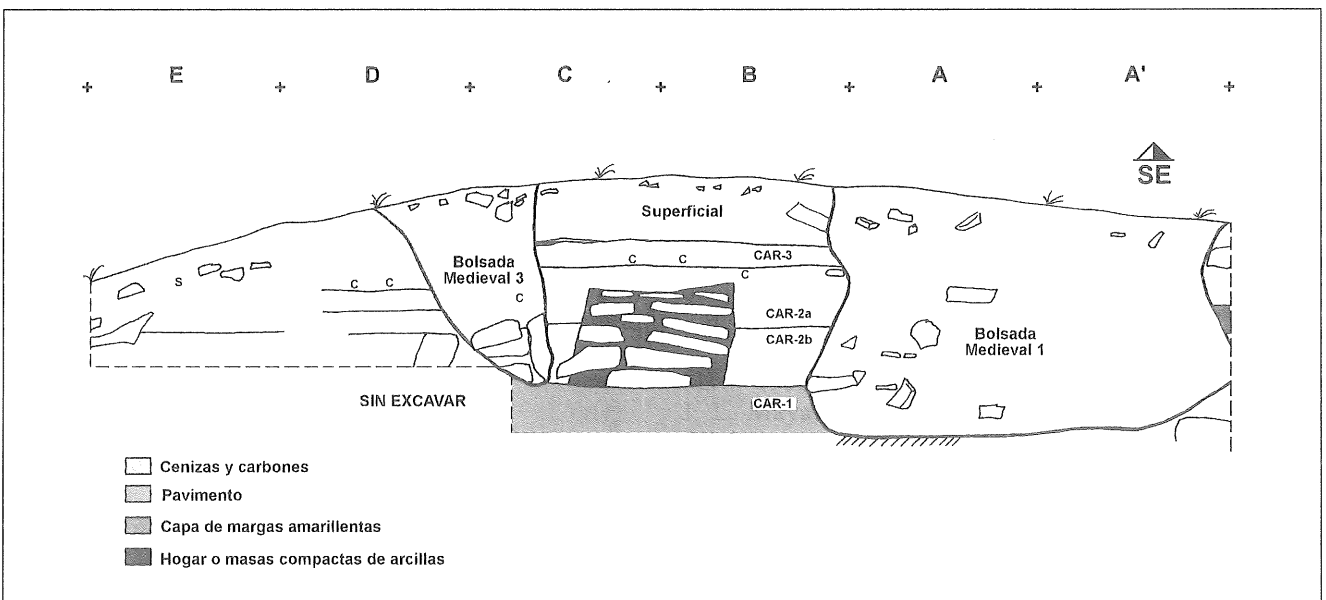 E D C B A A'
SE
Superficial
CAR-3
C C
C
Bolsada
Medieval 3
C
S
C C
CAR-2a
CAR-2b
Bolsada
Medieval 1
SIN EXCAVAR
CAR-1
Cenizas y carbones
Pavimento
Capa de margas amarillentas
Hogar o masas compactas de arcillas